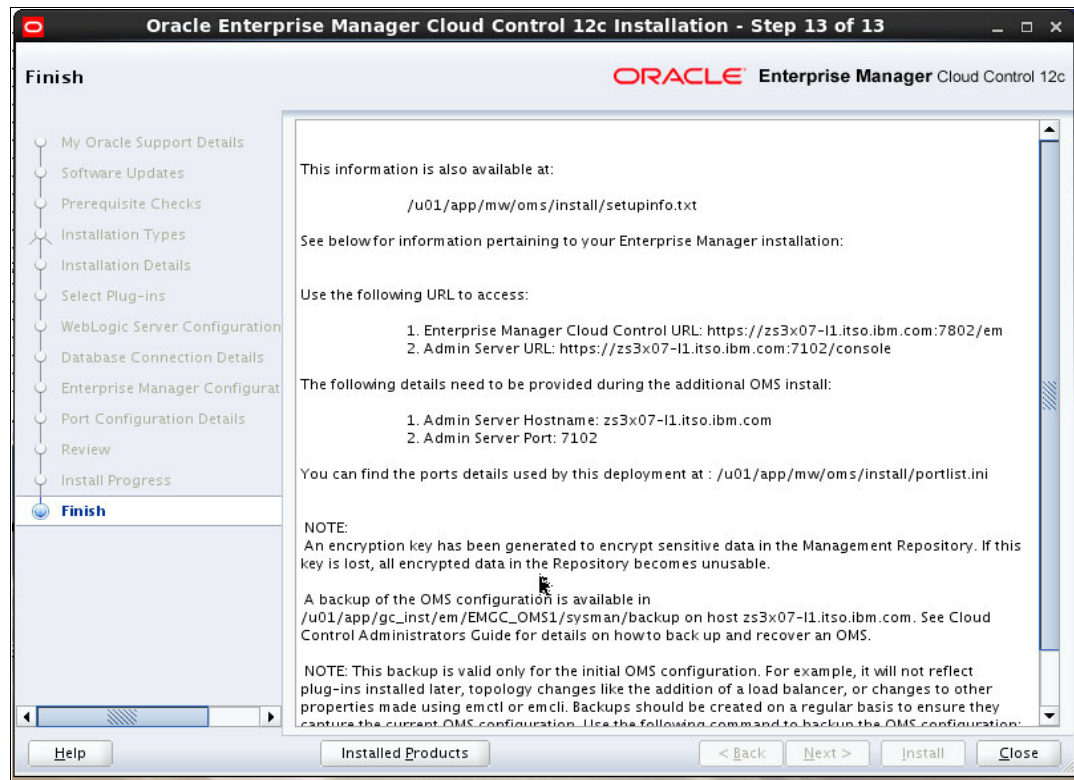 Oracle Enterprise Manager Cloud Control 12c Installation - Step 13 of 13
Finish
ORACLE Enterprise Manager Cloud Control 12c
My Oracle Support Details
Software Updates
Prerequisite Checks
Installation Types
Installation Details
Select Plug-ins
WebLogic Server Configuration
Database Connection Details
Enterprise Manager Configurat
Port Configuration Details
Review
Install Progress
Finish
This information is also available at:
/u01/app/mw/oms/install/setupinfo.txt
See below for information pertaining to your Enterprise Manager installation:
Use the following URL to access:
1. Enterprise Manager Cloud Control URL: https://zs3x07-l1.itso.ibm.com:7802/em
2. Admin Server URL: https://zs3x07-l1.itso.ibm.com:7102/console
The following details need to be provided during the additional OMS install:
1. Admin Server Hostname: zs3x07-l1.itso.ibm.com
2. Admin Server Port: 7102
You can find the ports details used by this deployment at : /u01/app/mw/oms/install/portlist.ini
NOTE:
An encryption key has been generated to encrypt sensitive data in the Management Repository. If this
key is lost, all encrypted data in the Repository becomes unusable.
A backup of the OMS configuration is available in
/u01/app/gc_inst/em/EMGC_OMS1/sysman/backup on host zs3x07-l1.itso.ibm.com. See Cloud
Control Administrators Guide for details on how to back up and recover an OMS.
NOTE: This backup is valid only for the initial OMS configuration. For example, it will not reflect
plug-ins installed later, topology changes like the addition of a load balancer, or changes to other
properties made using emctl or emcli. Backups should be created on a regular basis to ensure they
capture the current OMS configuration. Use the following command to backup the OMS configuration:
Help
Installed Products
< Back
Next >
Install
Close